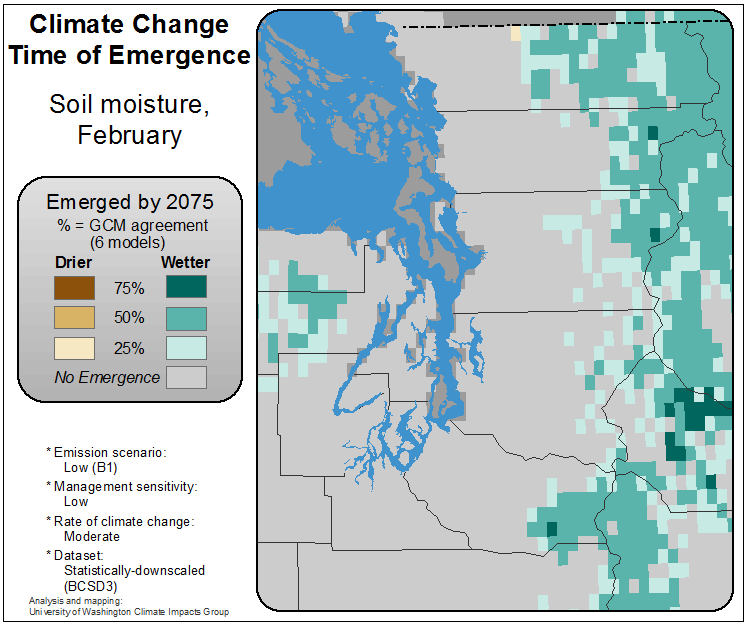 Climate Change
Time of Emergence
Soil moisture,
February
Emerged by 2075
% = GCM agreement
(6 models)
Drier Wetter
75%
50%
25%
No Emergence
* Emission scenario:
Low (B1)
* Management sensitivity:
Low
* Rate of climate change:
Moderate
* Dataset:
Statistically-downscaled
(BCSD3)
Analysis and mapping:
University of Washington Climate Impacts Group